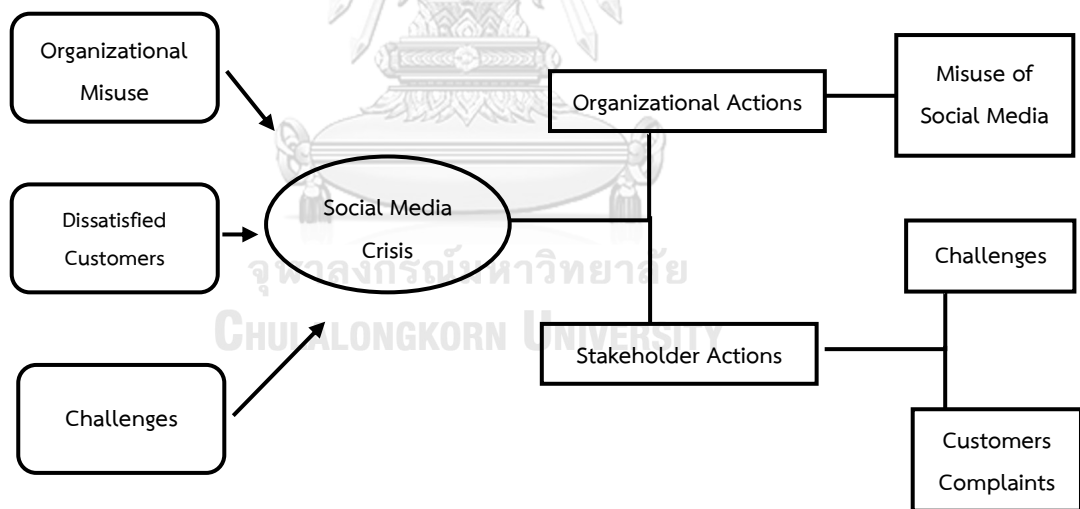 Organizational
Misuse
Dissatisfied
Customers
Challenges
Social Media
Crisis
Organizational Actions
Misuse of
Social Media
Stakeholder Actions
Challenges
Customers
Complaints
จุฬาลงกรณ์มหาวิทยาลัย
CHULALONGKORN UNIVERSITY